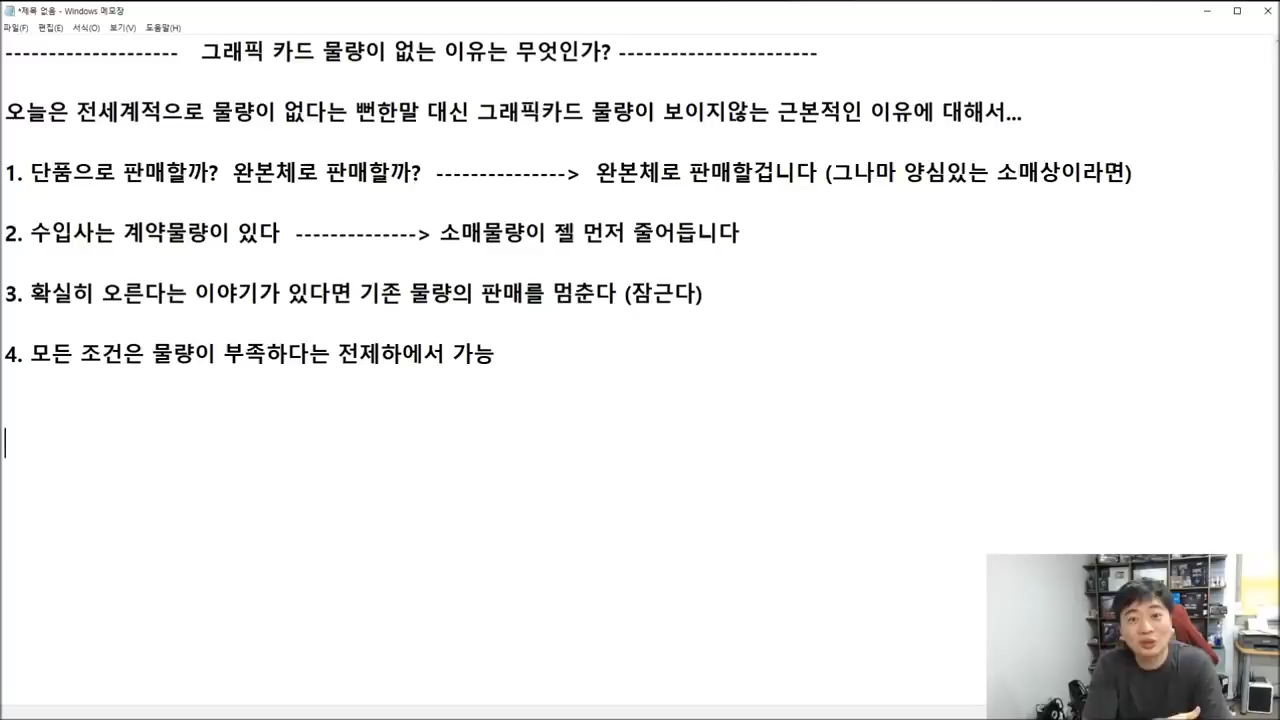 *제목 없음 - Windows 메모장
파일(F) 편집(E) 서식(O) 보기(V) 도움말(H)
-------------------- 그래픽 카드 물량이 없는 이유는 무엇인가? -----------------------
오늘은 전세계적으로 물량이 없다는 뻔한말 대신 그래픽카드 물량이 보이지않는 근본적인 이유에 대해서...
1. 단품으로 판매할까? 완본체로 판매할까? ---------------> 완본체로 판매할겁니다 (그나마 양심있는 소매상이라면)
2. 수입사는 계약물량이 있다 --------------> 소매물량이 젤 먼저 줄어듭니다
3. 확실히 오른다는 이야기가 있다면 기존 물량의 판매를 멈춘다 (잠근다)
4. 모든 조건은 물량이 부족하다는 전제하에서 가능